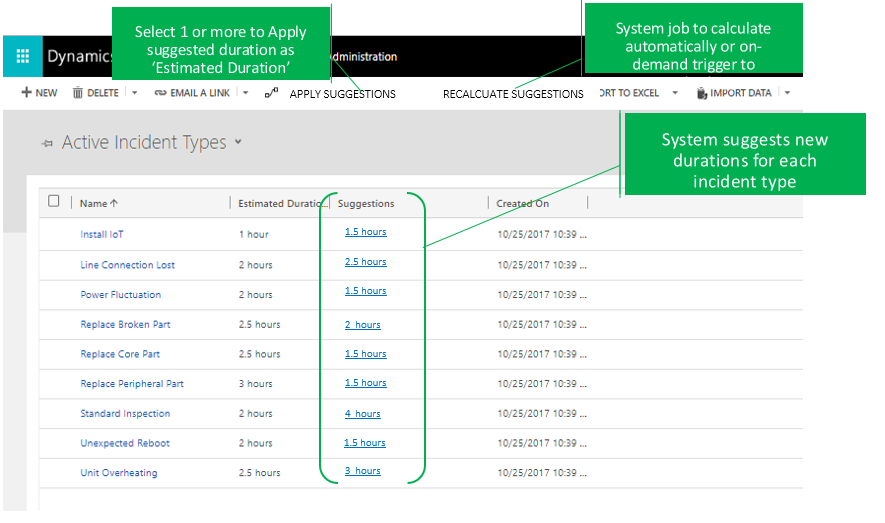 Select 1 or more to Apply
suggested duration as
‘Estimated Duration’
System job to calculate
automatically or on-
demand trigger to
Dynamics
dministration
NEW DELETE EMAIL A LINK APPLY SUGGESTIONS RECALCUATE SUGGESTIONS ORT TO EXCEL IMPORT DATA
System suggests new
durations for each
incident type
Active Incident Types
Name Estimated Duratio... Suggestions Created On
Install IoT 1 hour 1.5 hours 10/25/2017 10:39 ...
Line Connection Lost 2 hours 2.5 hours 10/25/2017 10:39 ...
Power Fluctuation 2 hours 1.5 hours 10/25/2017 10:39 ...
Replace Broken Part 2.5 hours 2 hours 10/25/2017 10:39 ...
Replace Core Part 2.5 hours 1.5 hours 10/25/2017 10:39 ...
Replace Peripheral Part 3 hours 1.5 hours 10/25/2017 10:39 ...
Standard Inspection 2 hours 4 hours 10/25/2017 10:39 ...
Unexpected Reboot 2 hours 1.5 hours 10/25/2017 10:39 ...
Unit Overheating 2.5 hours 3 hours 10/25/2017 10:39 ...